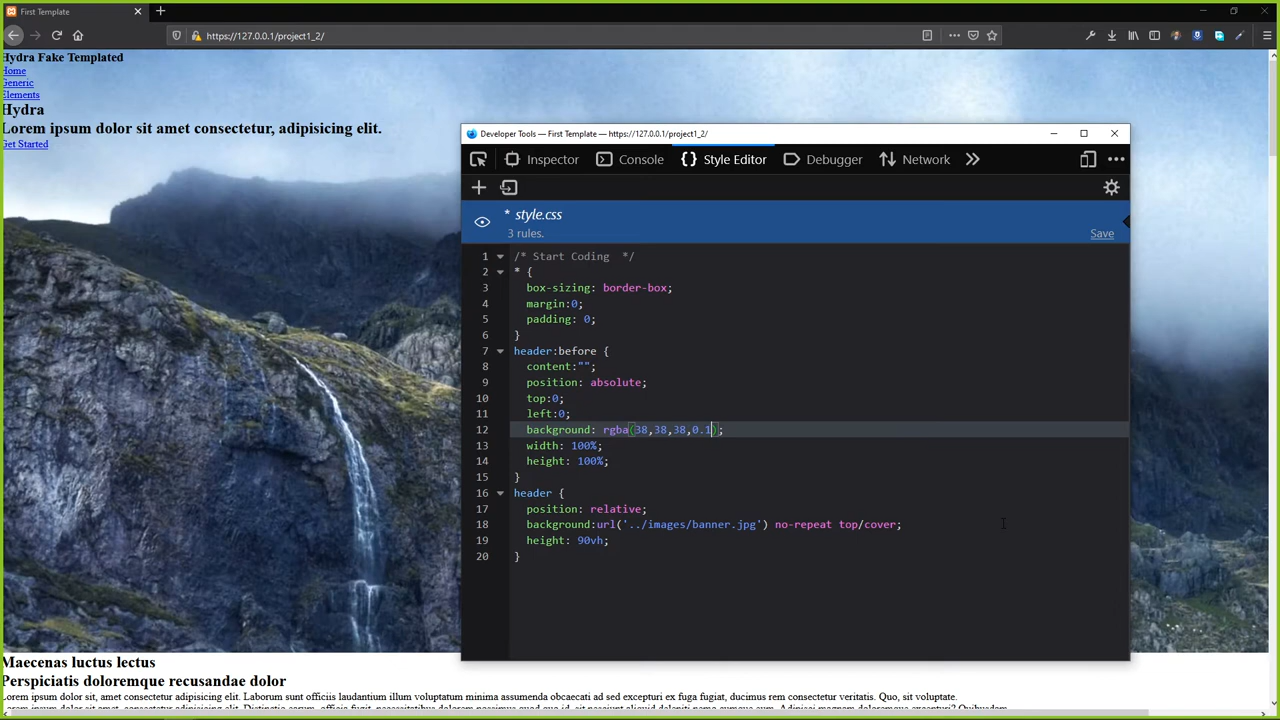 First Template
https://127.0.0.1/project1_2/
Hydra Fake Templated
Home
Generic
Elements
Hydra
Lorem ipsum dolor sit amet consectetur, adipisicing elit.
Get Started
Developer Tools — First Template — https://127.0.0.1/project1_2/
Inspector
Console
{} Style Editor
Debugger
Network
* style.css
3 rules.
Save
1 /* Start Coding */
2 * {
3 box-sizing: border-box;
4 margin:0;
5 padding: 0;
6 }
7 header:before {
8 content:"";
9 position: absolute;
10 top:0;
11 left:0;
12 background: rgba(38,38,38,0.1);
13 width: 100%;
14 height: 100%;
15 }
16 header {
17 position: relative;
18 background:url('../images/banner.jpg') no-repeat top/cover;
19 height: 90vh;
20 }
Maecenas luctus lectus
Perspiciatis doloremque recusandae dolor
Lorem ipsum dolor sit, amet consectetur adipisicing elit. Laborum sunt officiis laudantium illum voluptatum minima assumenda obcaecati ad sed excepturi ea fuga fugiat, ducimus rem consectetur veritatis. Quo, sit voluptate.